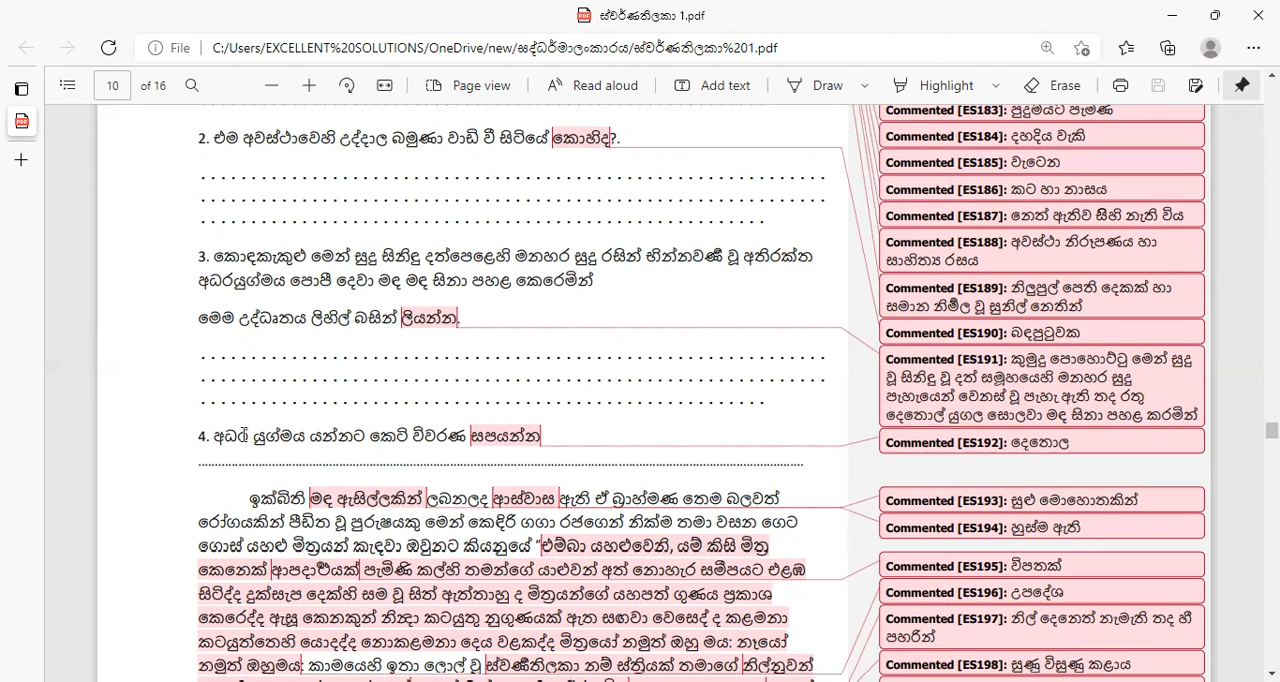 ස්වර්ණතිලකා 1.pdf
File C:/Users/EXCELLENT%20SOLUTIONS/OneDrive/new/සද්ධර්මාලංකාරය/ස්වර්ණතිලකා%201.pdf
10 of 16 Page view Read aloud Add text Draw Highlight Erase
2. එම අවස්ථාවෙහි උද්දාල බමුණා වාඩි වී සිටියේ කොහිද?.
3. කොඳකැකුළු මෙන් සුදු සිනිඳු දත්පෙළෙහි මනහර සුදු රසින් භින්නවර්ණ වූ අතිරක්ත
අධරයුග්මය පොපී දෙවා මඳ මඳ සිනා පහළ කෙරෙමින්
මෙම උද්ධෘතය ලිහිල් බසින් ලියන්න.
4. අධර යුග්මය යන්නට කෙටි විවරණ සපයන්න
ඉක්බිති මඳ ඇසිල්ලකින් ලබනලද ආස්වාස ඇති ඒ බ්‍රාහ්මණ තෙම බලවත්
රෝගයකින් පීඩිත වූ පුරුෂයකු මෙන් කෙඳිරි ගගා රජගෙන් නික්ම තමා වසන ගෙට
ගොස් යහළු මිත්‍රයන් කැඳවා ඔවුනට කියනුයේ “එම්බා යහළුවෙනි, යම් කිසි මිත්‍ර
කෙනෙක් ආපදාර්ථයක් පැමිණි කල්හි තමන්ගේ යාළුවන් අත් නොහැර සමීපයට එළඹ
සිටිද්ද දුක්සැප දෙක්හි සම වූ සිත් ඇත්තාහු ද මිත්‍රයන්ගේ යහපත් ගුණය ප්‍රකාශ
කෙරෙද්ද ඇසූ කෙනකුන් නින්දා කටයුතු නුගුණයක් ඇත සඟවා වෙසෙද් ද කළමනා
කටයුත්තෙහි යොදද්ද නොකළමනා දෙය වළකද්ද මිත්‍රයෝ නාමුත් ඔහු මය: නෑයෝ
නමුත් ඔහුමය: කාමයෙහි ඉතා ලොල් වූ ස්වර්ණතිලකා නම් ස්ත්‍රියක් තමාගේ නිල්නුවන්
Commented [ES183]: පුදුමයට පැමිණ
Commented [ES184]: දහදිය වැකි
Commented [ES185]: වැටෙන
Commented [ES186]: කට හා නාසය
Commented [ES187]: නෙත් ඇතිව සිහි නැති විය
Commented [ES188]: අවස්ථා නිරූපණය හා
සාහිත්‍ය රසය
Commented [ES189]: නිලුපුල් පෙති දෙකක් හා
සමාන නිර්මල වූ සුනිල් නෙතින්
Commented [ES190]: බඳපුටුවක
Commented [ES191]: කුමුදු පොහොට්ටු මෙන් සුදු
වූ සිනිඳු වූ දත් සමූහයෙහි මනහර සුදු
පැහැයෙන් වෙනස් වූ පැහැ ඇති තද රතු
දෙතොල් යුගල සොලවා මඳ සිනා පහළ කරමින්
Commented [ES192]: දෙතොල
Commented [ES193]: සුළු මොහොතකින්
Commented [ES194]: හුස්ම ඇති
Commented [ES195]: විපතක්
Commented [ES196]: උපදේශ
Commented [ES197]: නිල් දෙනෙත් නැමැති තද හී
පහරින්
Commented [ES198]: සුණු විසුණු කළාය